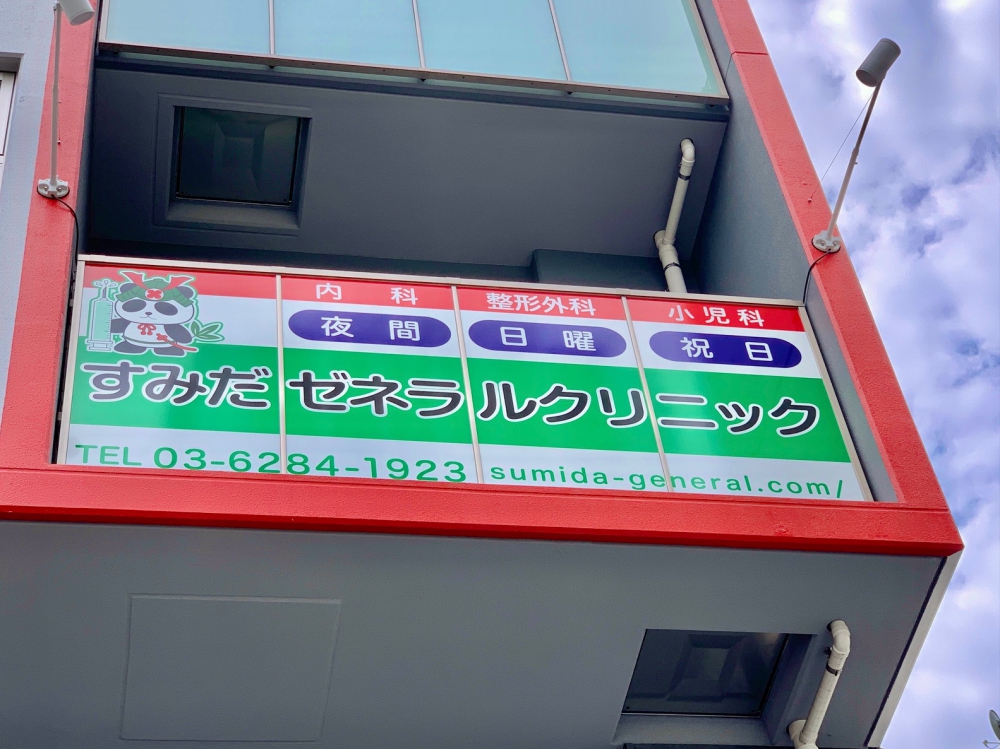 内科 整形外科 小児科
夜間 日曜 祝日
すみだ ゼネラルクリニック
TEL 03-6284-1923 sumida-general.com/